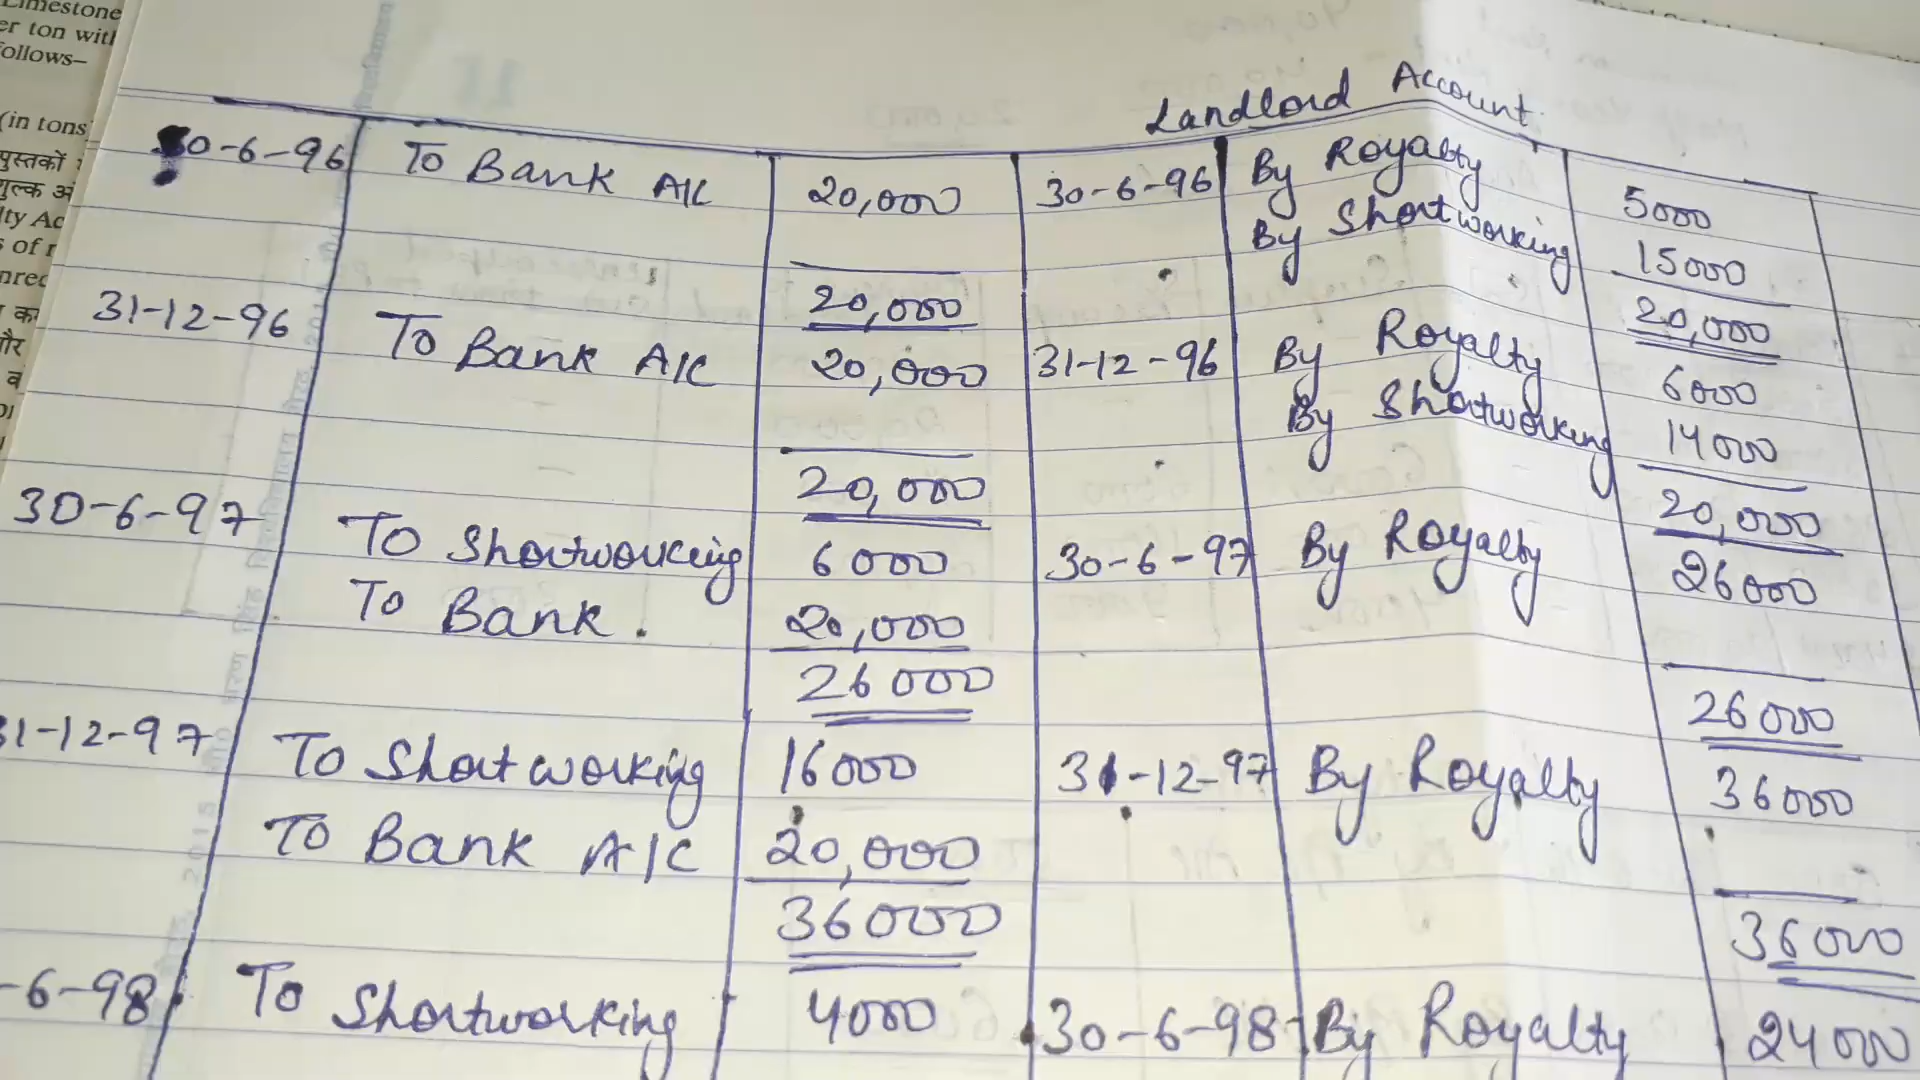 Limestone
er ton with
ollows–
(in tons
पुस्तकों
lty Ac
s of r
Landlord Account.
30-6-96 To Bank A/C 20,000 30-6-96 By Royalty 5000
By Shortworking 15000
20,000 20,000
31-12-96 To Bank A/C 20,000 31-12-96 By Royalty 6000
By Shortworking 14000
20,000 20,000
30-6-97 To Shortworking 6000 30-6-97 By Royalty 26000
To Bank. 20,000
26000 26000
31-12-97 To Shortworking 16000 31-12-97 By Royalty 36000
To Bank A/C 20,000
36000 36000
-6-98 To Shortworking 4000 30-6-98 By Royalty 24000